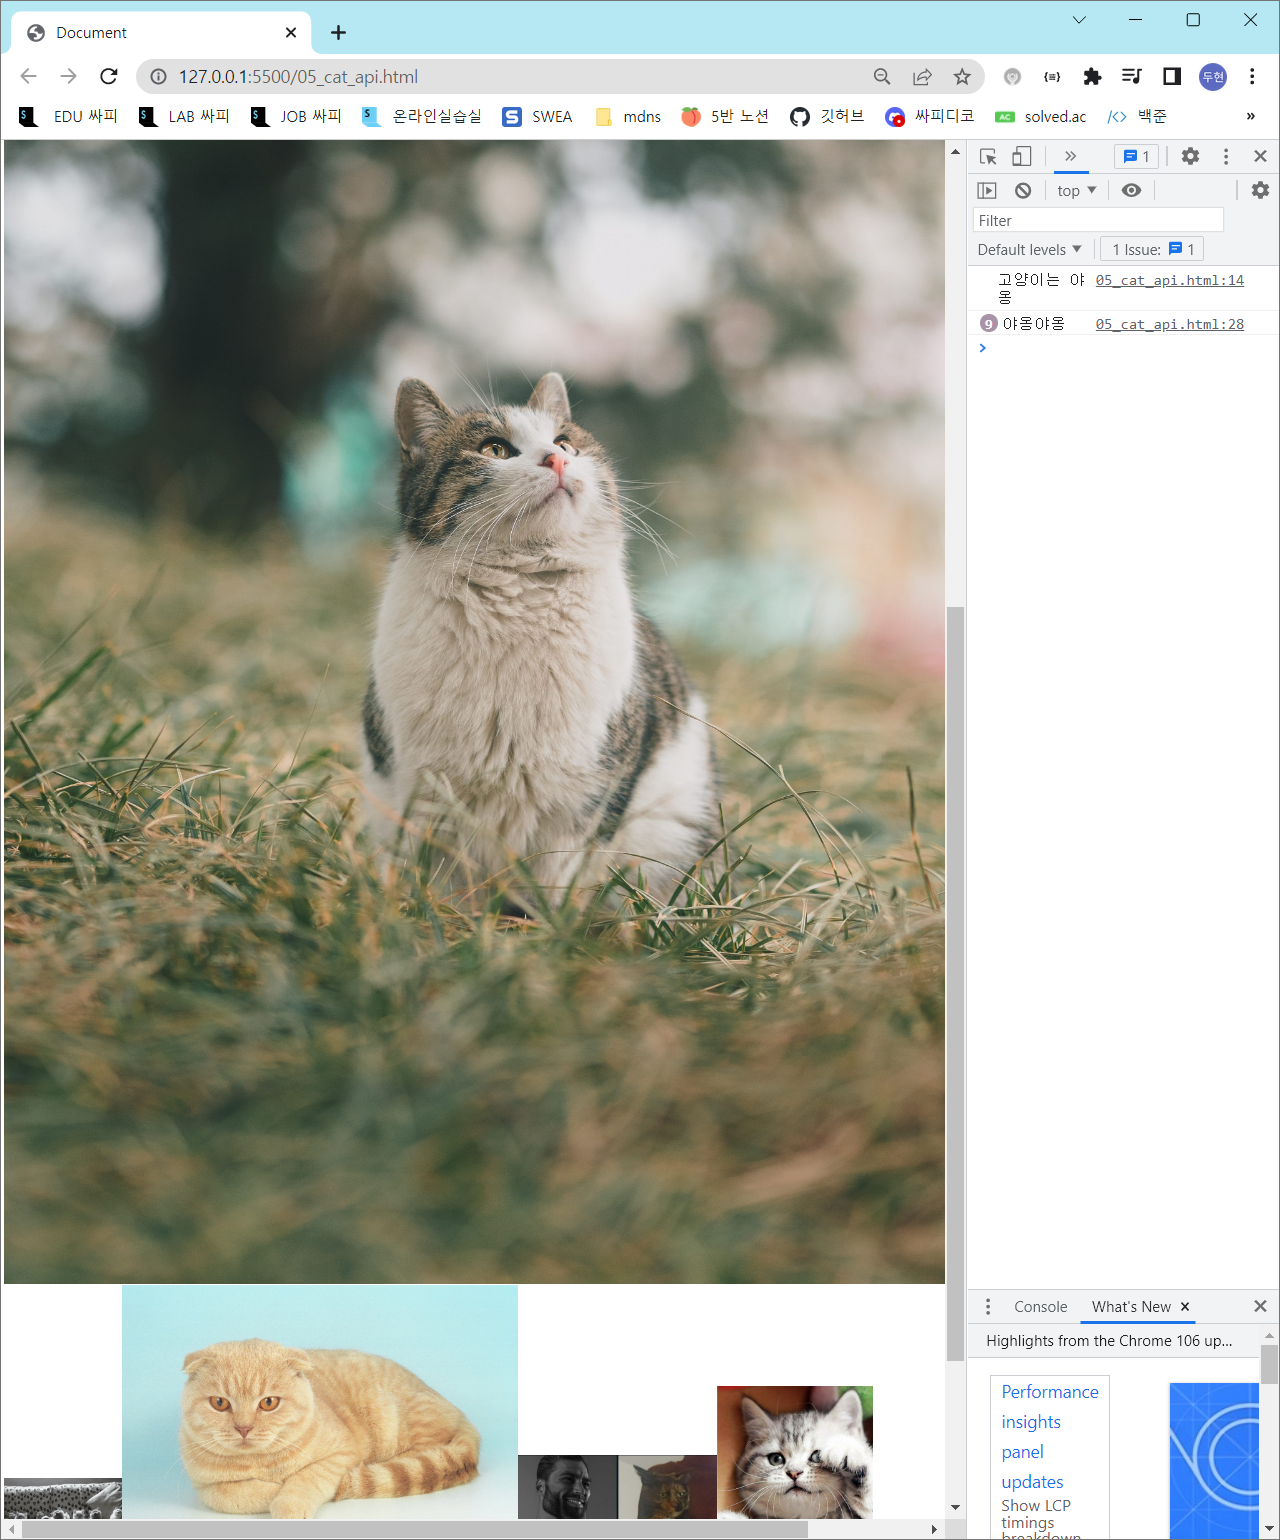 Document
127.0.0.1:5500/05_cat_api.html
두현
EDU 싸피
LAB 싸피
JOB 싸피
온라인실습실
SWEA
mdns
5반 노션
깃허브
싸피디코
AC solved.ac
백준
»
1
top
Filter
Default levels
1 Issue: 1
고양이는 야
옹
05_cat_api.html:14
9 야옹야옹
05_cat_api.html:28
Console
What's New
Highlights from the Chrome 106 up...
Performance
insights
panel
updates
Show LCP
timings
breakdown